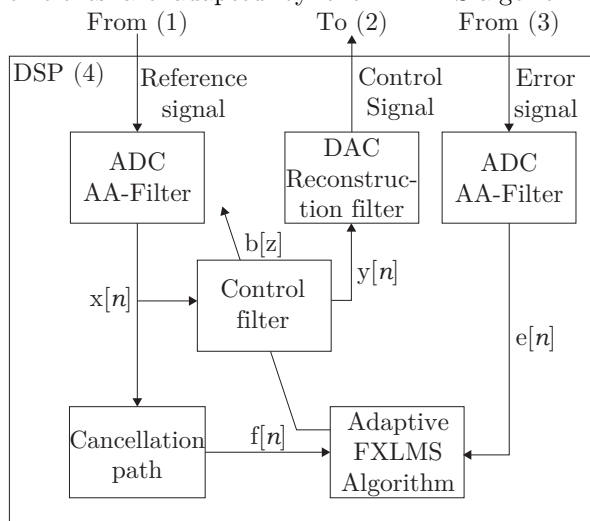 From (1)
To (2)
From (3)
DSP (4)
Reference
signal
Control
Signal
Error
signal
ADC
AA-Filter
DAC
Reconstruc-
tion filter
ADC
AA-Filter
b[z]
x[n]
Control
filter
y[n]
e[n]
Cancellation
path
f[n]
Adaptive
FXLMS
Algorithm